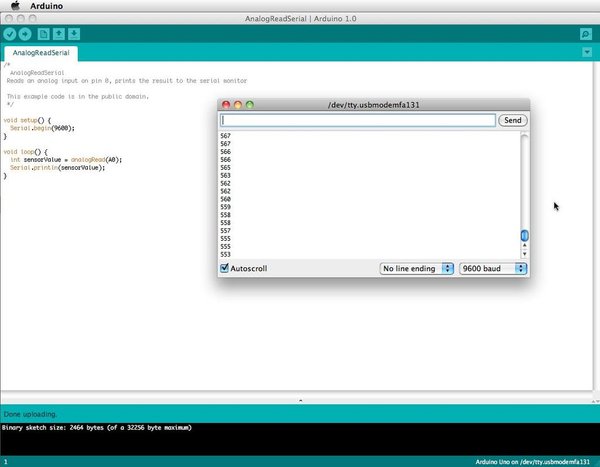 Arduino
AnalogReadSerial | Arduino 1.0
AnalogReadSerial
/*
AnalogReadSerial
Reads an analog input on pin 0, prints the result to the serial monitor
This example code is in the public domain.
*/
void setup() {
Serial.begin(9600);
}
void loop() {
int sensorValue = analogRead(A0);
Serial.println(sensorValue);
}
/dev/tty.usbmodemfa131
Send
567
567
566
566
565
563
562
562
560
559
558
558
557
555
555
553
Autoscroll
No line ending
9600 baud
Done uploading.
Binary sketch size: 2464 bytes (of a 32256 byte maximum)
1
Arduino Uno on /dev/tty.usbmodemfa131